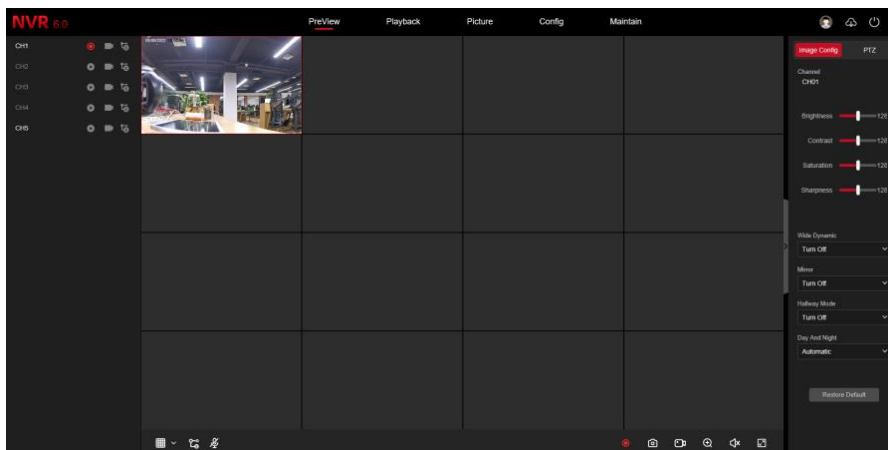 NVR 6.0
PreView Playback Picture Config Maintain
CH1
CH2
CH3
CH4
CH5
Image Config PTZ
Channel
CH01
Brightness 128
Contrast 128
Saturation 128
Sharpness 128
Wide Dynamic
Turn Off
Mirror
Turn Off
Hallway Mode
Turn Off
Day And Night
Automatic
Restore Default